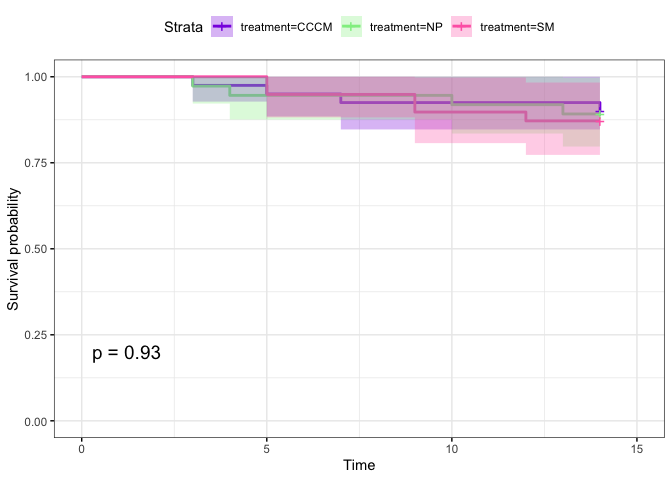 Strata treatment=CCCM treatment=NP treatment=SM
Survival probability
1.00
0.75
0.50
0.25
0.00
p = 0.93
0 5 10 15
Time